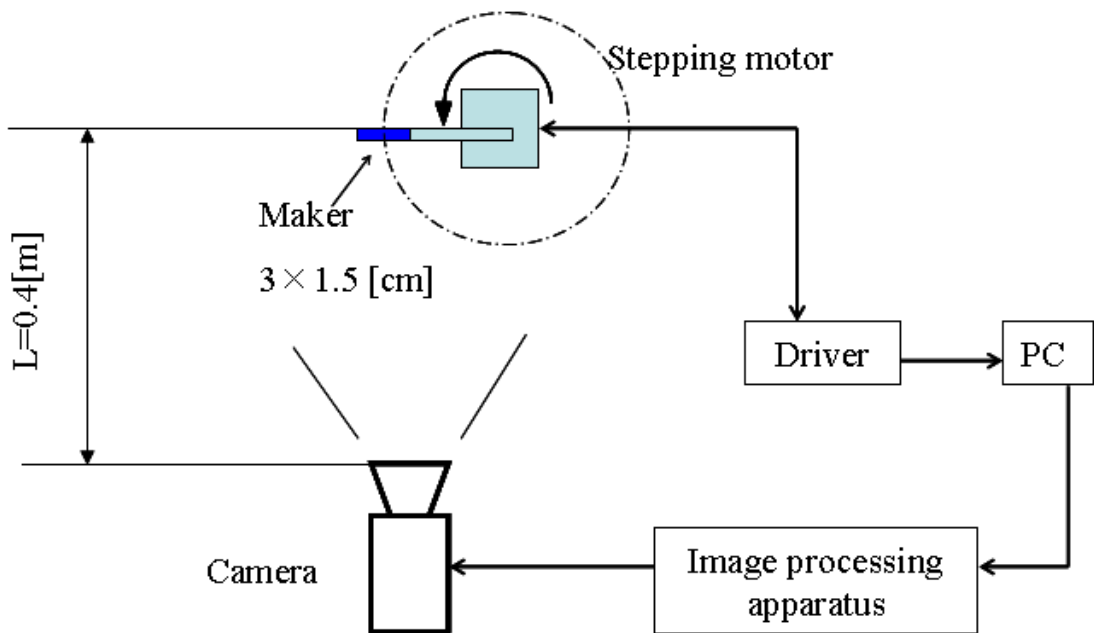 Stepping motor
Maker
3×1.5 [cm]
L=0.4[m]
Driver
PC
Camera
Image processing
apparatus